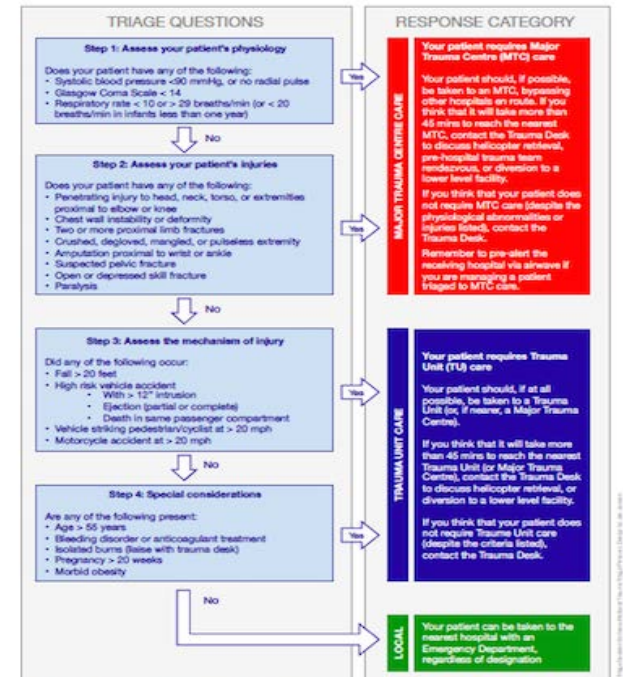 TRIAGE QUESTIONS
Step 1: Assess your patient's physiology
Does your patient have any of the following:
• Systolic blood pressure <90 mmHg, or no radial pulse
• Glasgow Coma Scale < 14
• Respiratory rate < 10 or > 29 breaths/min (or < 20
breaths/min in infants less than one year)
Yes
No
Step 2: Assess your patient's injuries
Does your patient have any of the following:
• Penetrating injury to head, neck, torso, or extremities
proximal to elbow or knee
• Chest wall instability or deformity
• Two or more proximal limb fractures
• Crushed, degloved, mangled, or pulseless extremity
• Amputation proximal to wrist or ankle
• Suspected pelvic fracture
• Open or depressed skill fracture
• Paralysis
Yes
No
Step 3: Assess the mechanism of injury
Did any of the following occur:
• Fall > 20 feet
• High risk vehicle accident
• With > 12" intrusion
• Ejection (partial or complete)
• Death in same passenger compartment
• Vehicle striking pedestrian/cyclist at > 20 mph
• Motorcycle accident at > 20 mph
Yes
No
Step 4: Special considerations
Are any of the following present:
• Age > 55 years
• Bleeding disorder or anticoagulant treatment
• Isolated burns (liaise with trauma desk)
• Pregnancy > 20 weeks
• Morbid obesity
Yes
No
RESPONSE CATEGORY
MAJOR TRAUMA CENTRE CARE
Your patient requires Major
Trauma Centre (MTC) care
Your patient should, if possible,
be taken to an MTC, bypassing
other hospitals en route. If you
think that it will take more than
45 mins to reach the nearest
MTC, contact the Trauma Desk
to discuss helicopter retrieval,
pre-hospital trauma team
rendezvous, or diversion to a
lower level facility.
If you think that your patient does
not require MTC care (despite the
physiological abnormalities or
injuries listed), contact the
Trauma Desk.
Remember to pre-alert the
receiving hospital via airwave if
you are managing a patient
triaged to MTC care.
TRAUMA UNIT CARE
Your patient requires Trauma
Unit (TU) care
Your patient should, if at all
possible, be taken to a Trauma
Unit (or, if nearer, a Major Trauma
Centre).
If you think that it will take more
than 45 mins to reach the nearest
Trauma Unit (or Major Trauma
Centre), contact the Trauma Desk
to discuss helicopter retrieval, or
diversion to a lower level facility.
If you think that your patient does
not require Trauma Unit care
(despite the criteria listed),
contact the Trauma Desk.
LOCAL
Your patient can be taken to the
nearest hospital with an
Emergency Department,
regardless of designation